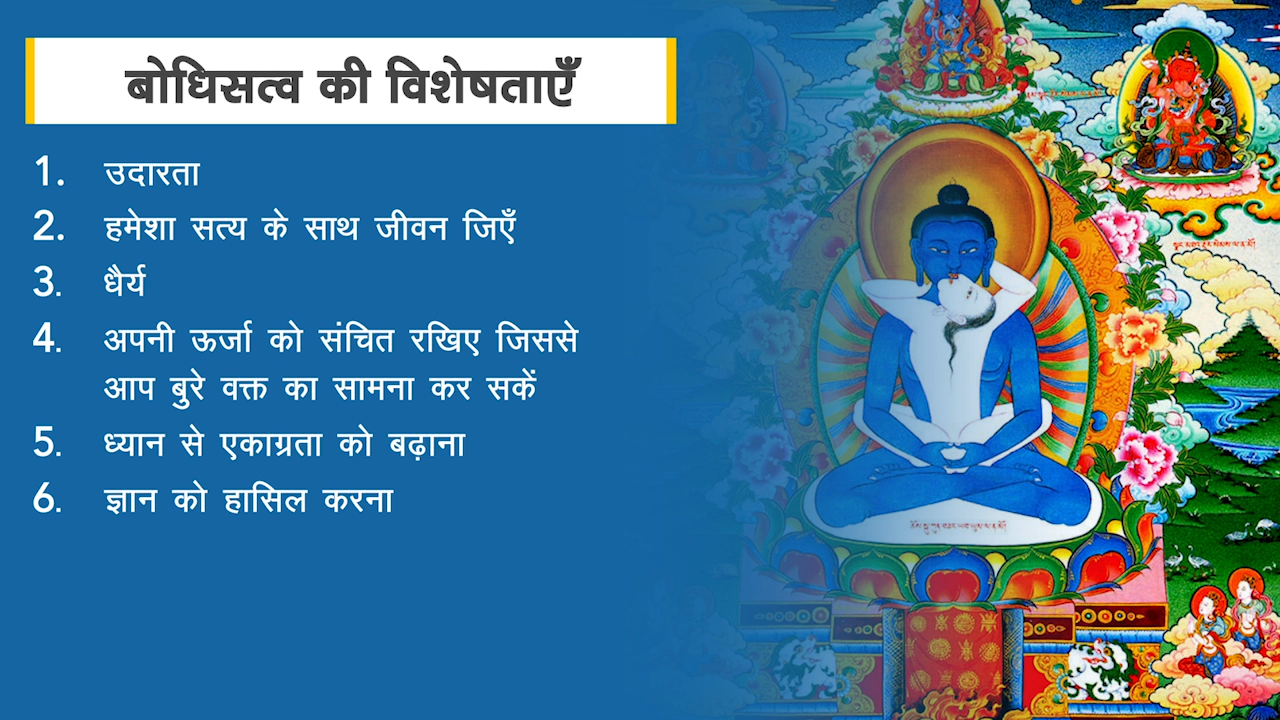 बोधिसत्व की विशेषताएँ
1. उदारता
2. हमेशा सत्य के साथ जीवन जिएँ
3. धैर्य
4. अपनी ऊर्जा को संचित रखिए जिससे
आप बुरे वक्त का सामना कर सकें
5. ध्यान से एकाग्रता को बढ़ाना
6. ज्ञान को हासिल करना